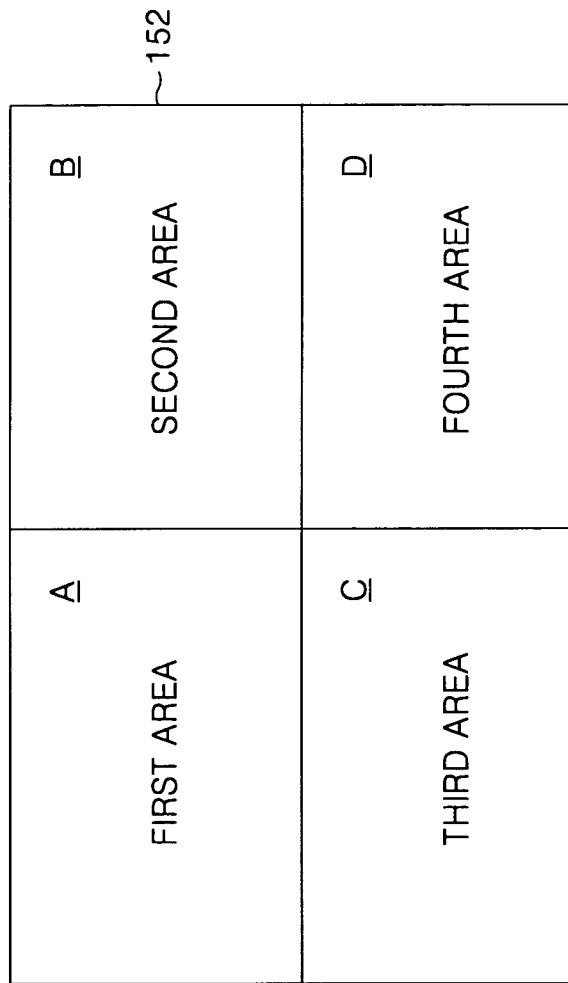 A
B
FIRST AREA
SECOND AREA
152
C
D
THIRD AREA
FOURTH AREA